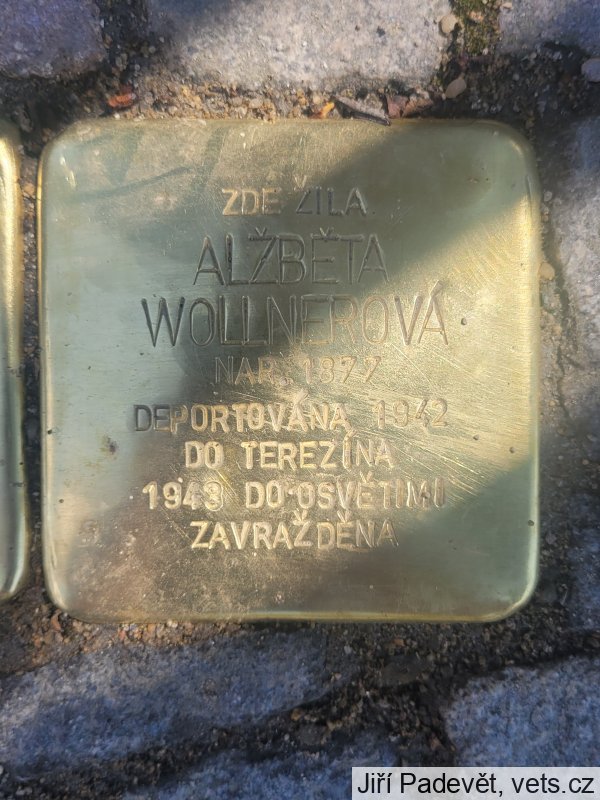 ZDE ŽILA
ALŽBĚTA
WOLLNEROVÁ
NAR. 1877
DEPORTOVÁNA 1942
DO TEREZÍNA
1943 DO OSVĚTIMI
ZAVRAŽDĚNA
Jiří Padevět, vets.cz